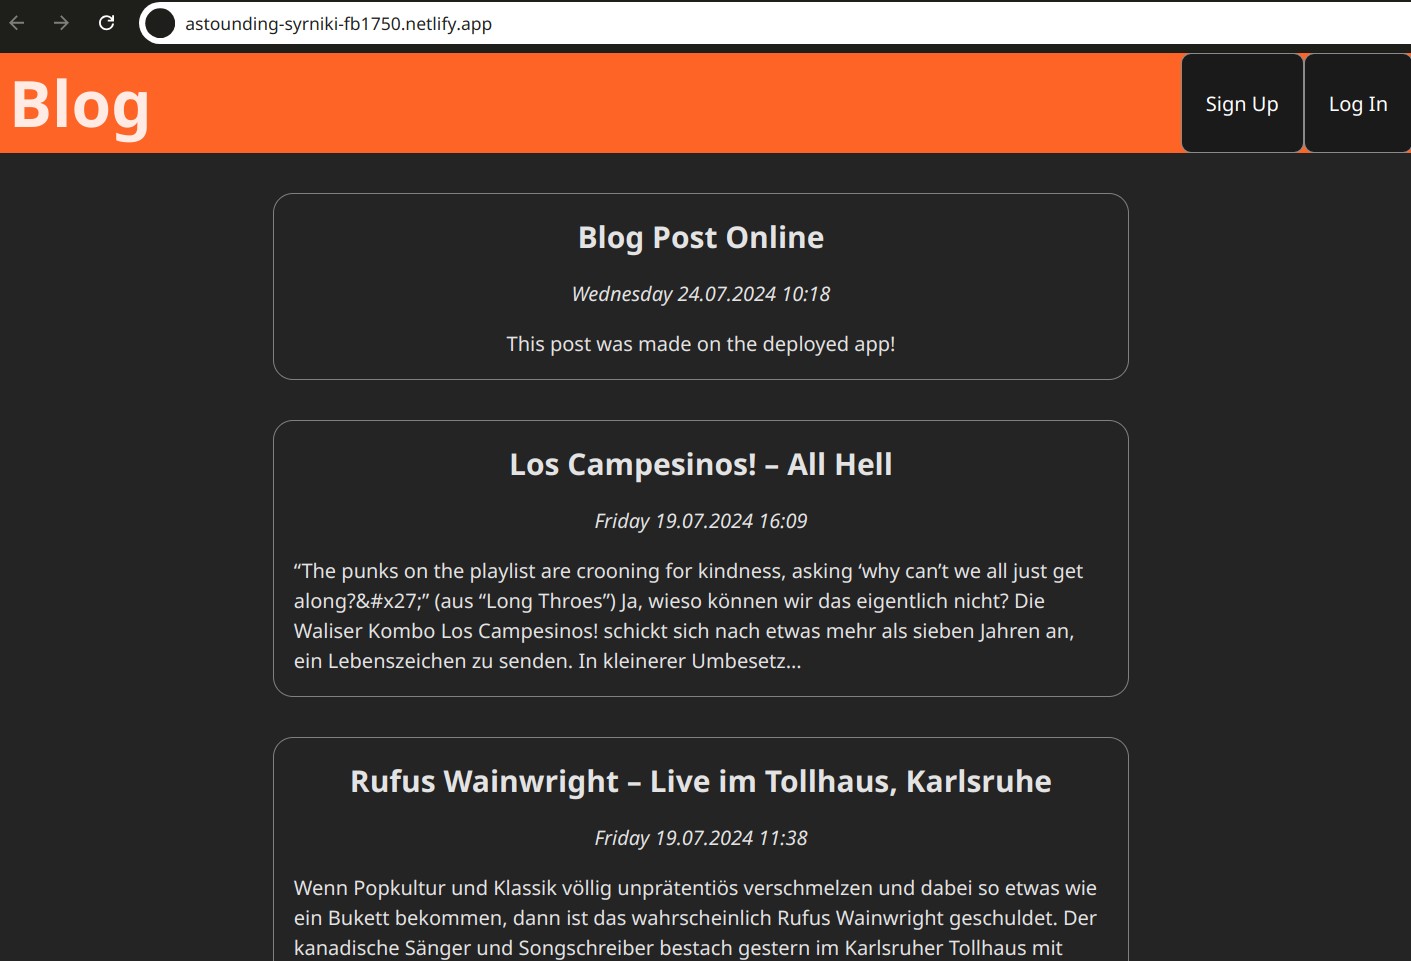 astounding-syrniki-fb1750.netlify.app
Blog
Sign Up
Log In
Blog Post Online
Wednesday 24.07.2024 10:18
This post was made on the deployed app!
Los Campesinos! – All Hell
Friday 19.07.2024 16:09
“The punks on the playlist are crooning for kindness, asking ‘why can’t we all just get
along?&#x27;” (aus “Long Throes”) Ja, wieso können wir das eigentlich nicht? Die
Waliser Kombo Los Campesinos! schickt sich nach etwas mehr als sieben Jahren an,
ein Lebenszeichen zu senden. In kleinerer Umbesetz...
Rufus Wainwright – Live im Tollhaus, Karlsruhe
Friday 19.07.2024 11:38
Wenn Popkultur und Klassik völlig unprätentiös verschmelzen und dabei so etwas wie
ein Bukett bekommen, dann ist das wahrscheinlich Rufus Wainwright geschuldet. Der
kanadische Sänger und Songschreiber bestach gestern im Karlsruher Tollhaus mit